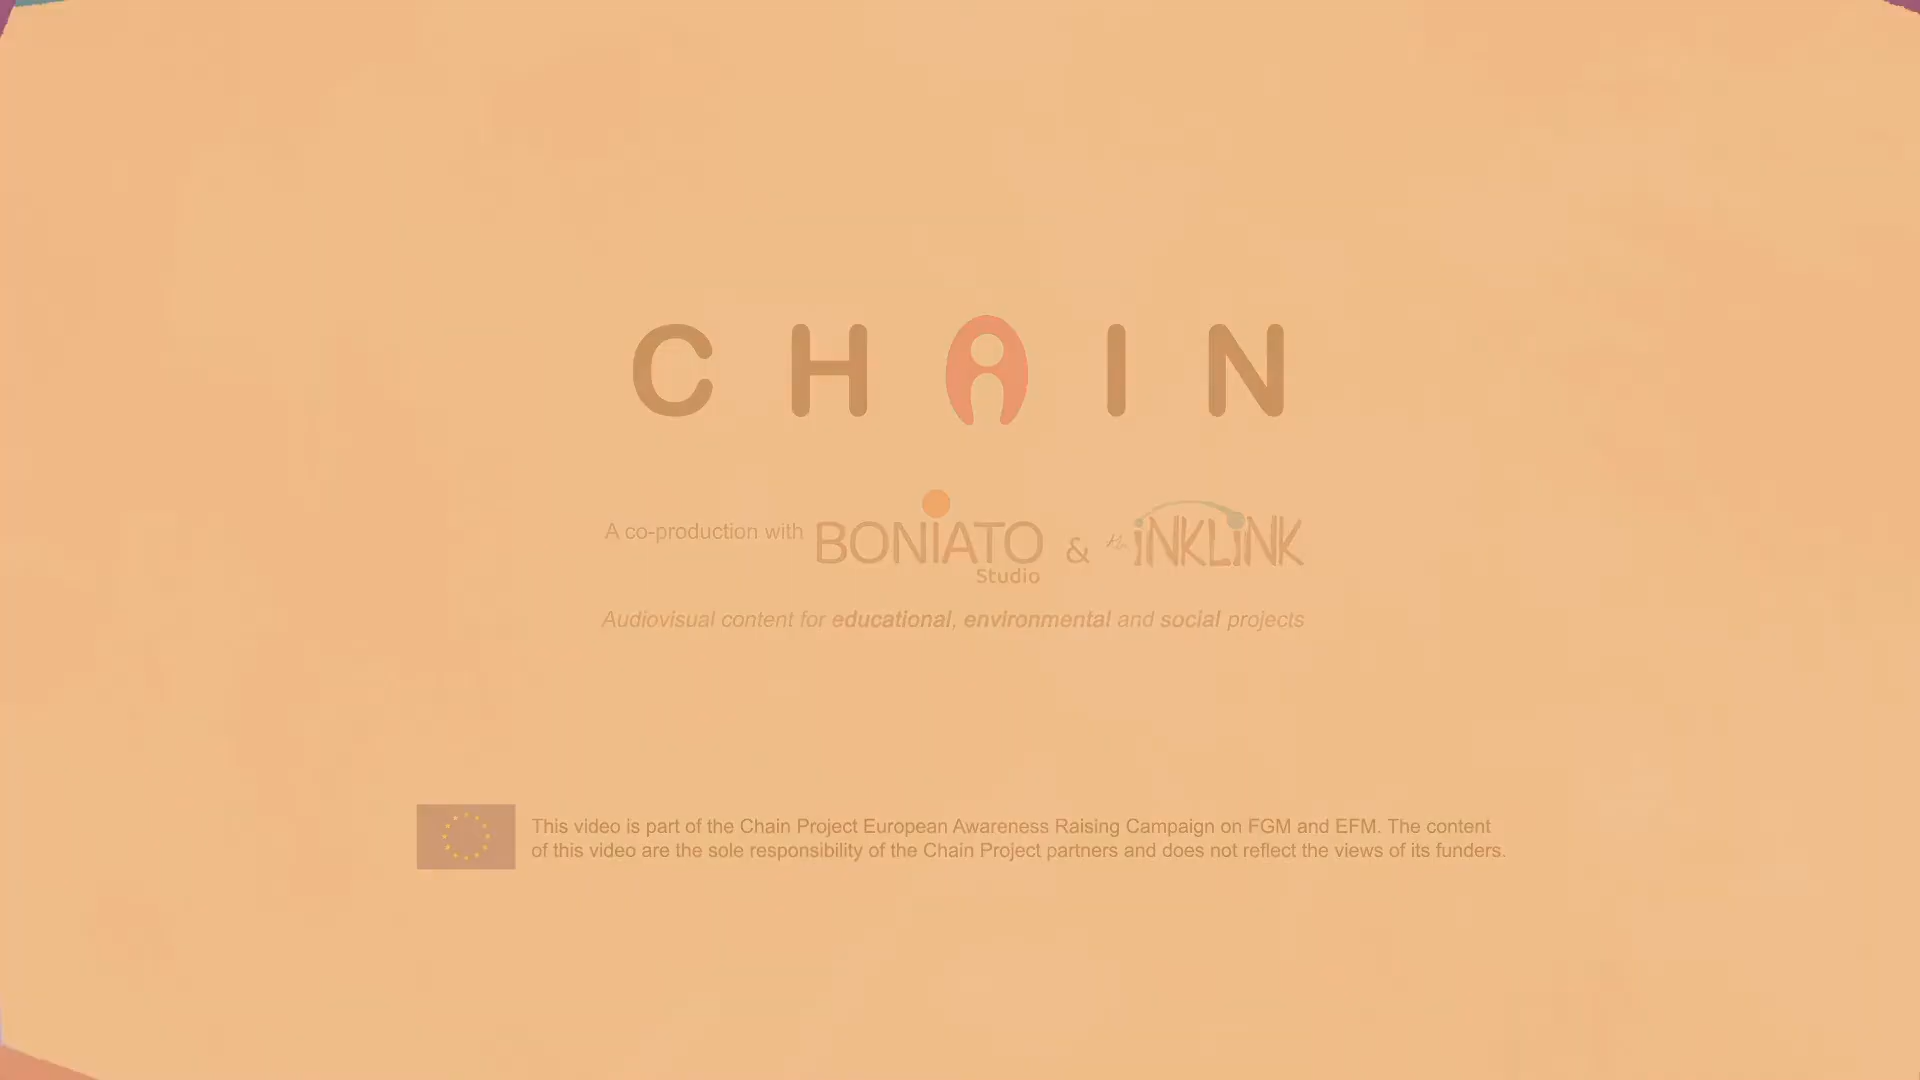 CHAIN
A co-production with BONIATO Studio & the iNKLiNK
Audiovisual content for educational, environmental and social projects
This video is part of the Chain Project European Awareness Raising Campaign on FGM and EFM. The content
of this video are the sole responsibility of the Chain Project partners and does not reflect the views of its funders.